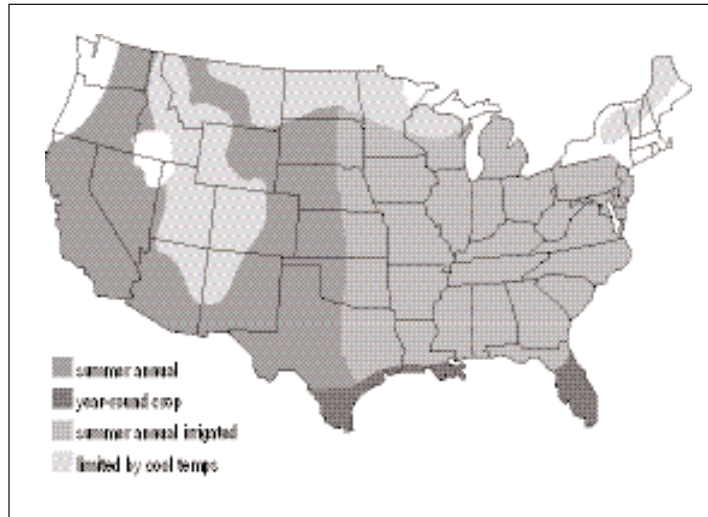 summer annual
year-round crop
summer annual irrigated
limited by cool temps